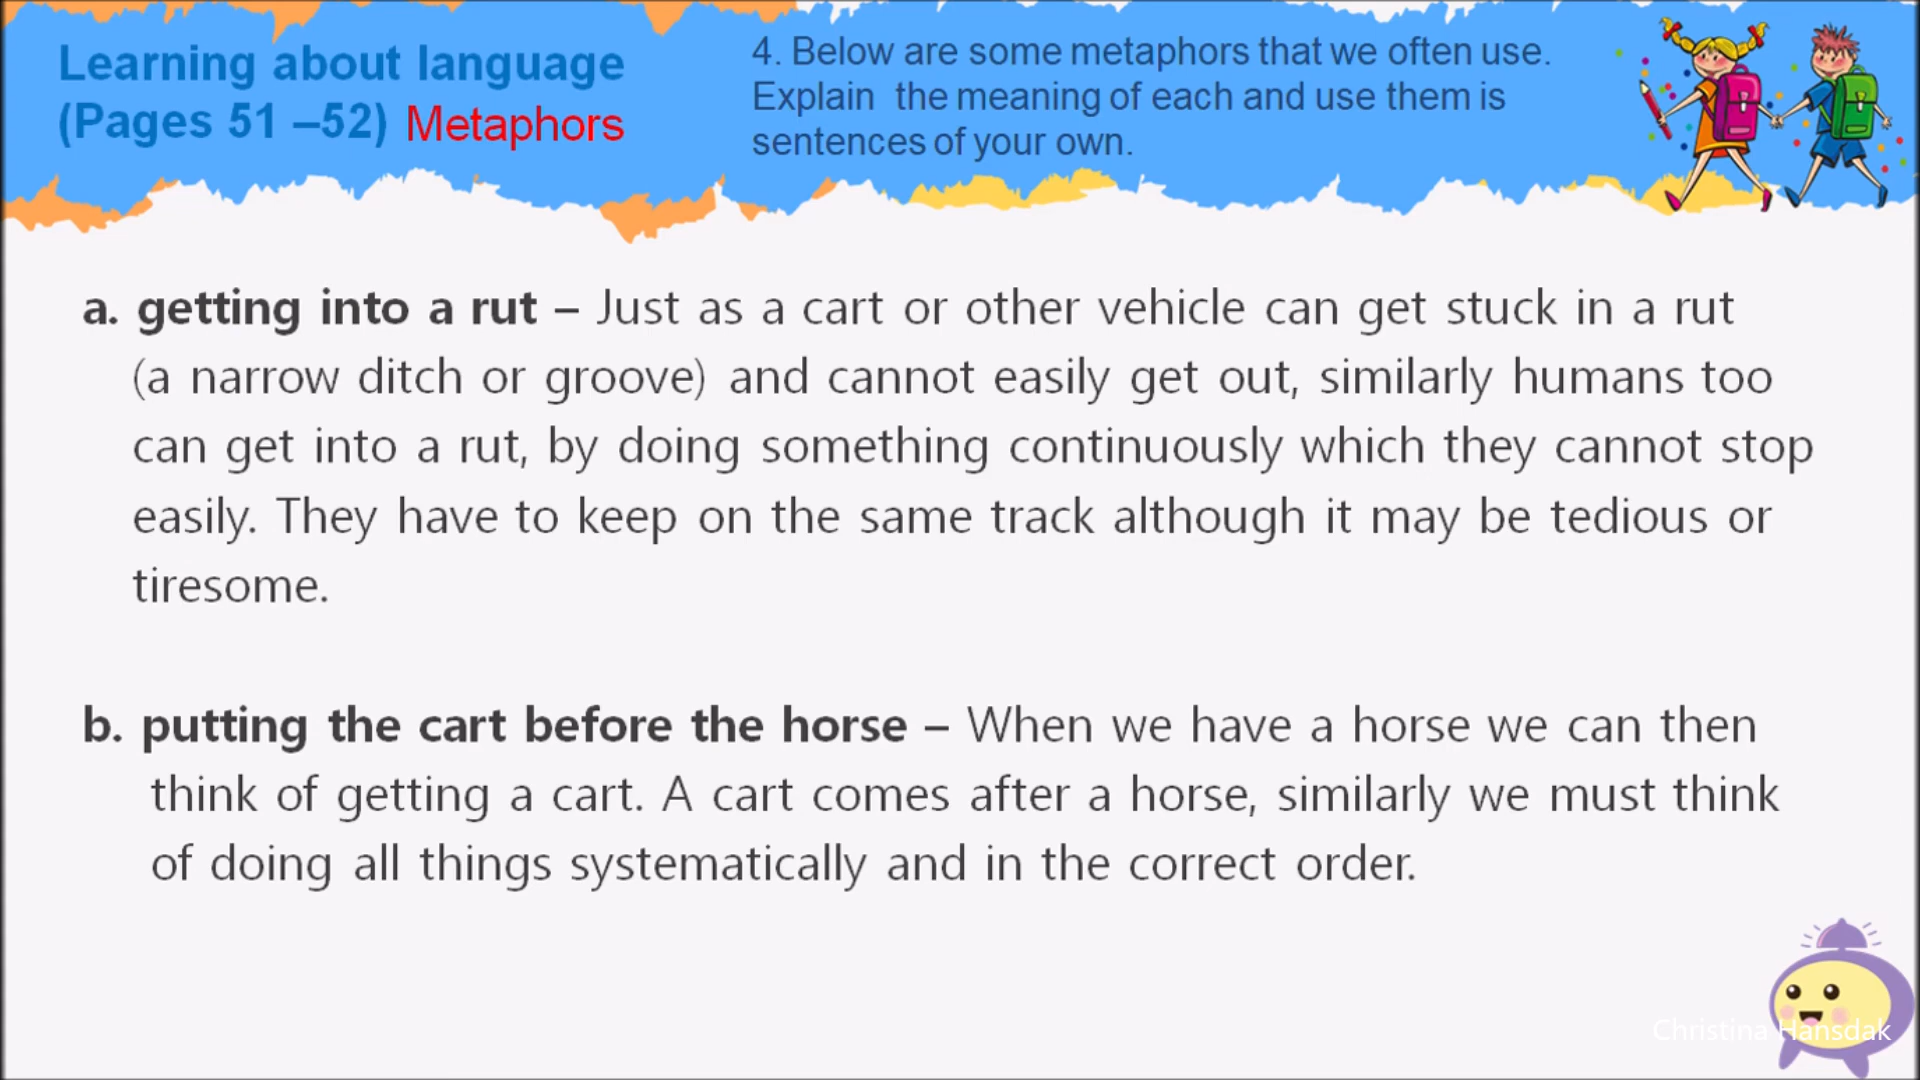 Learning about language
(Pages 51 –52) Metaphors
4. Below are some metaphors that we often use.
Explain the meaning of each and use them is
sentences of your own.
a. getting into a rut – Just as a cart or other vehicle can get stuck in a rut
(a narrow ditch or groove) and cannot easily get out, similarly humans too
can get into a rut, by doing something continuously which they cannot stop
easily. They have to keep on the same track although it may be tedious or
tiresome.
b. putting the cart before the horse – When we have a horse we can then
think of getting a cart. A cart comes after a horse, similarly we must think
of doing all things systematically and in the correct order.
Christina Hansdak